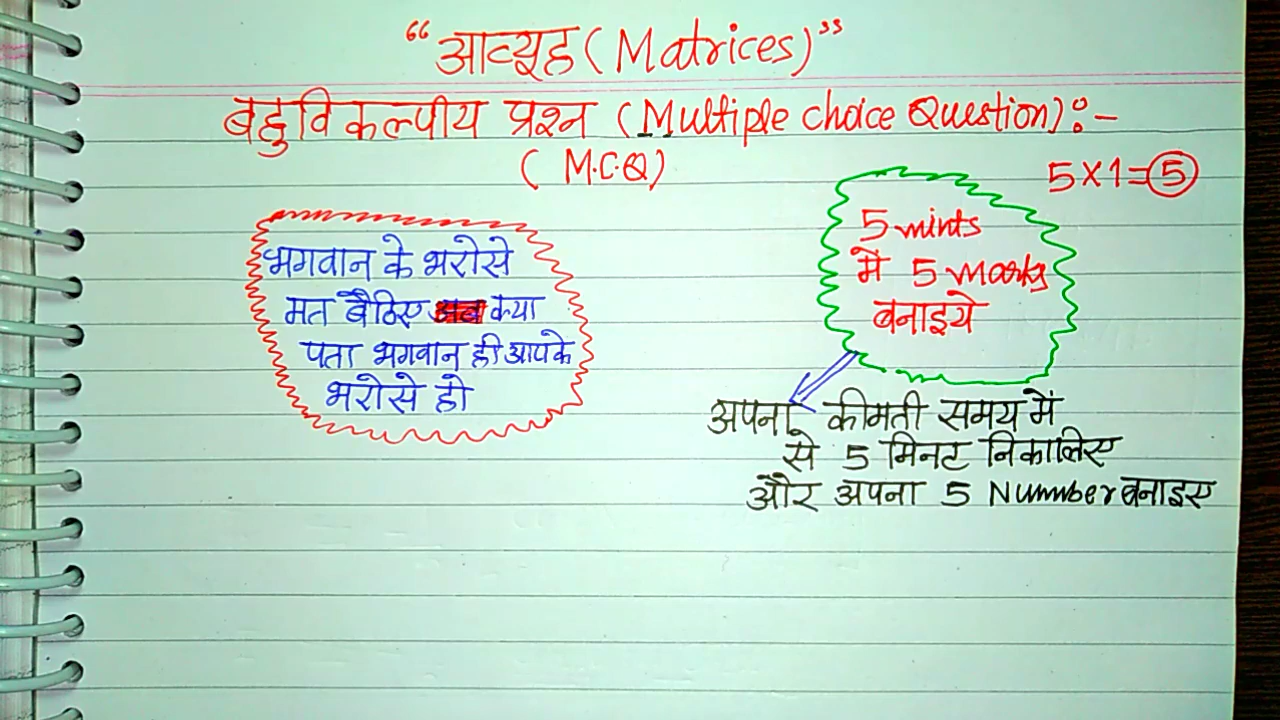 “आव्यूह (Matrices)”
बहुविकल्पीय प्रश्न (Multiple choice Question):-
(M.C.Q)
5×1=5
भगवान के भरोसे
मत बैठिए क्या
पता भगवान ही आपके
भरोसे हो
5 mints
में 5 marks
बनाइये
अपना कीमती समय में
से 5 मिनट निकालिए
और अपना 5 Number बनाइए